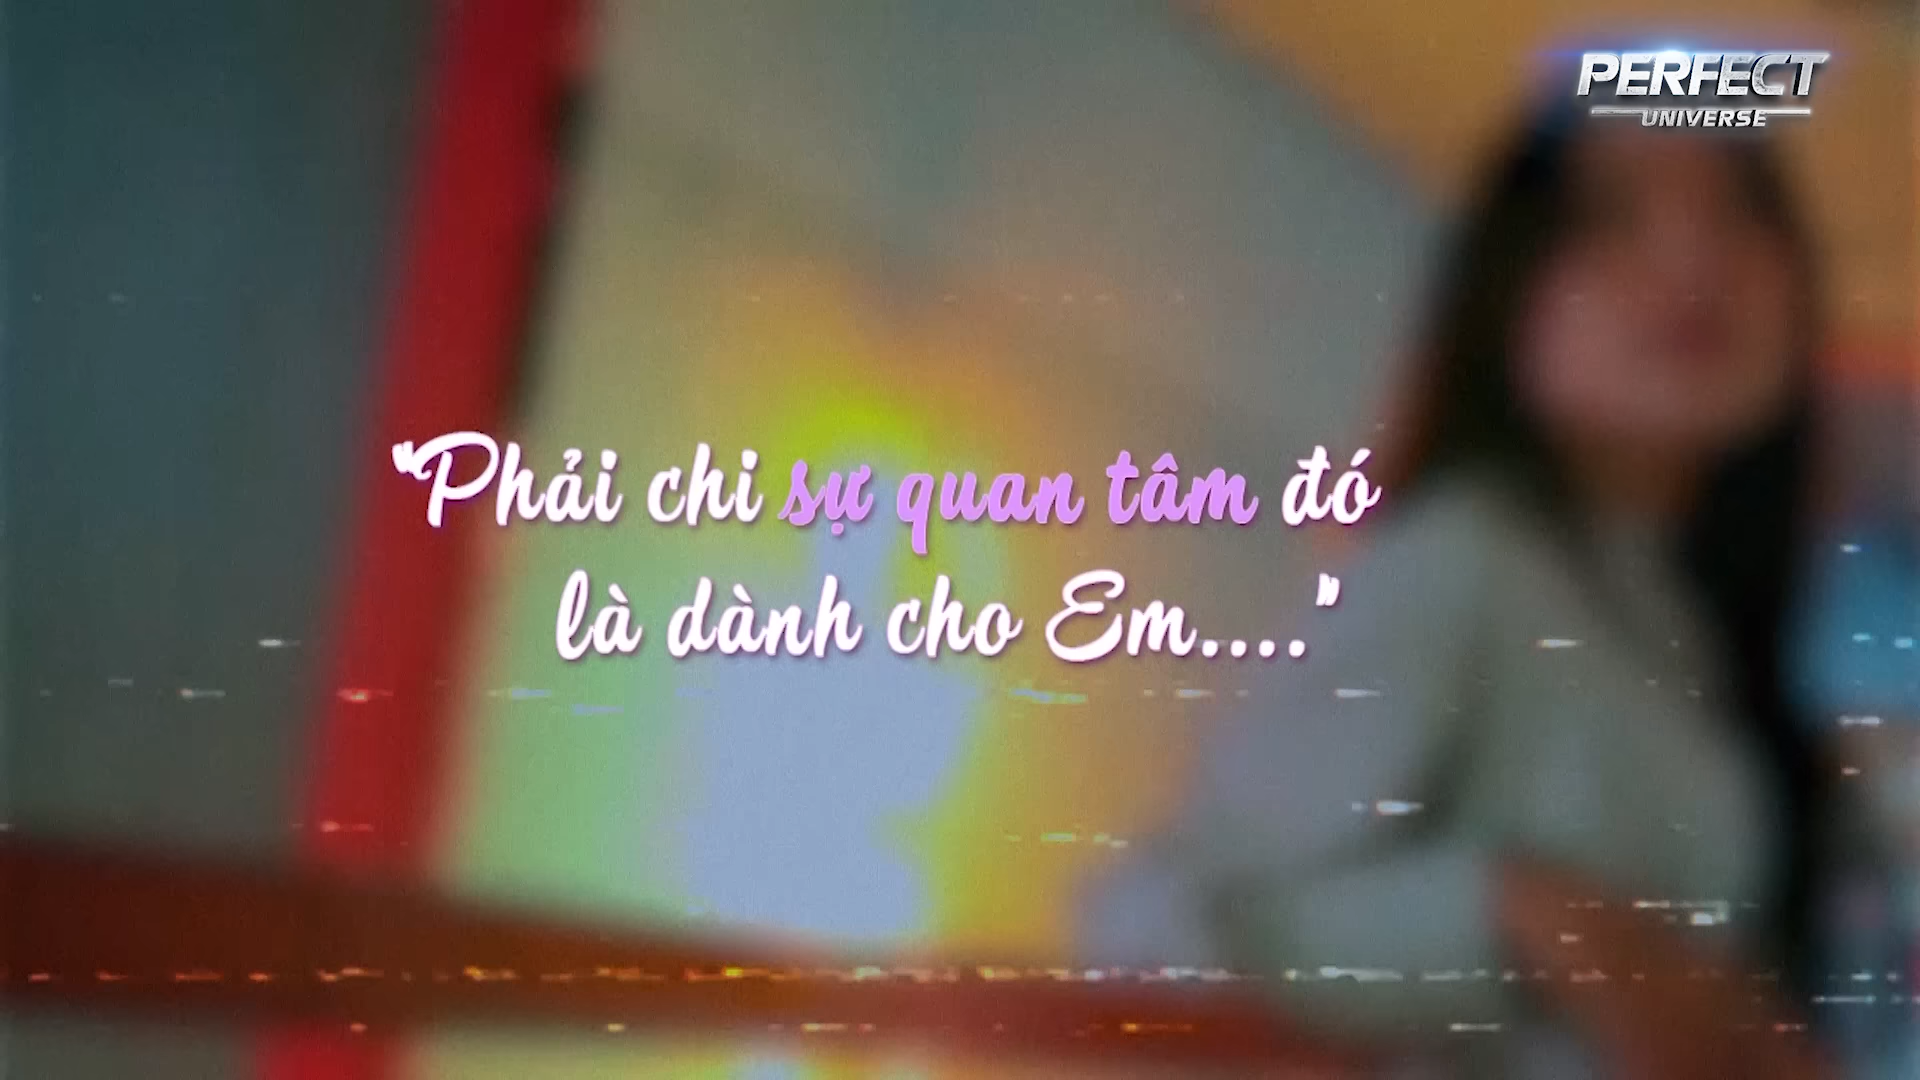 PERFECT
UNIVERSE
"Phải chi sự quan tâm đó
là dành cho Em...."